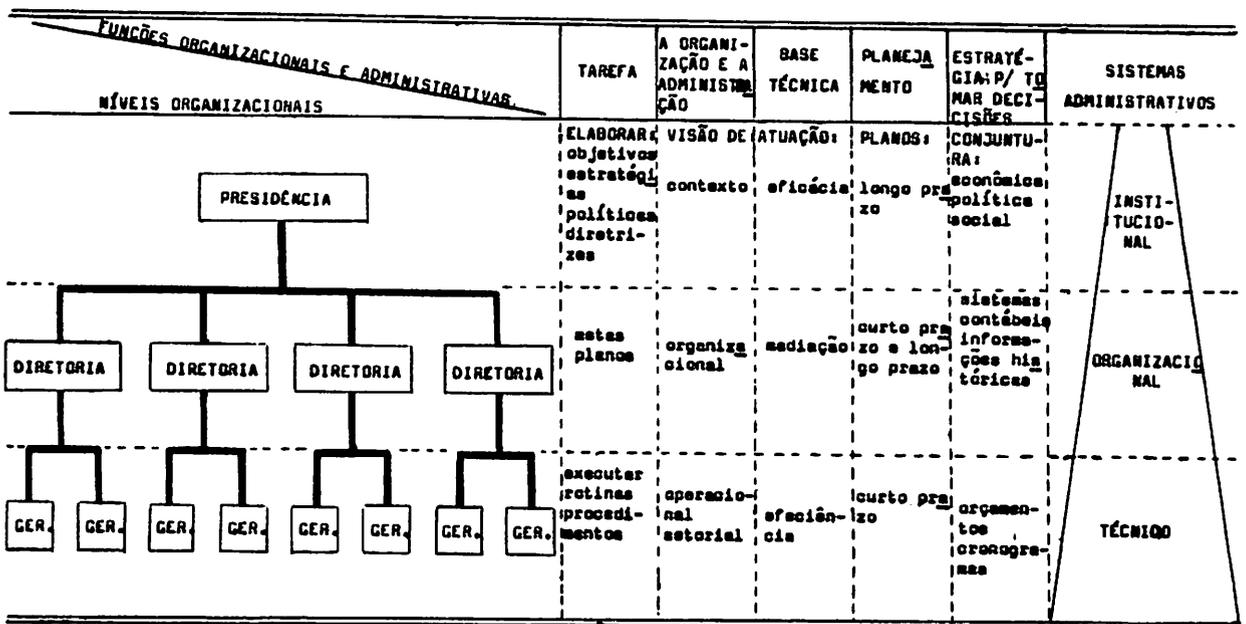 FUNÇÕES ORGANIZACIONAIS E ADMINISTRATIVAS.
NÍVEIS ORGANIZACIONAIS
TAREFA
A ORGANI-
ZAÇÃO E A
ADMINISTRA
ÇÃO
BASE
TÉCNICA
PLANEJA
MENTO
ESTRATÉ-
GIA: P/ TO
MAR DECI-
CISÕES
SISTEMAS
ADMINISTRATIVOS
PRESIDÊNCIA
ELABORAR:
objetivos
estratégi
as
políticas
diretri-
zes
VISÃO DE
contexto
ATUAÇÃO:
eficácia
PLANOS:
longo pra
zo
CONJUNTU-
RA:
econômica
política
social
INSTI-
TUCIO-
NAL
DIRETORIA
DIRETORIA
DIRETORIA
DIRETORIA
metas
planos
organiza
cional
mediação
curto pra
zo e lon-
go prazo
sistemas
contábeis
informa-
ções his
tóricas
ORGANIZACIO
NAL
GER.
GER.
GER.
GER.
GER.
GER.
GER.
GER.
executar
rotinas
procedi-
mentos
operacio-
nal
setorial
efeciên-
cia
curto pra
zo
orçamen-
tos
cronogra-
mas
TÉCNICO